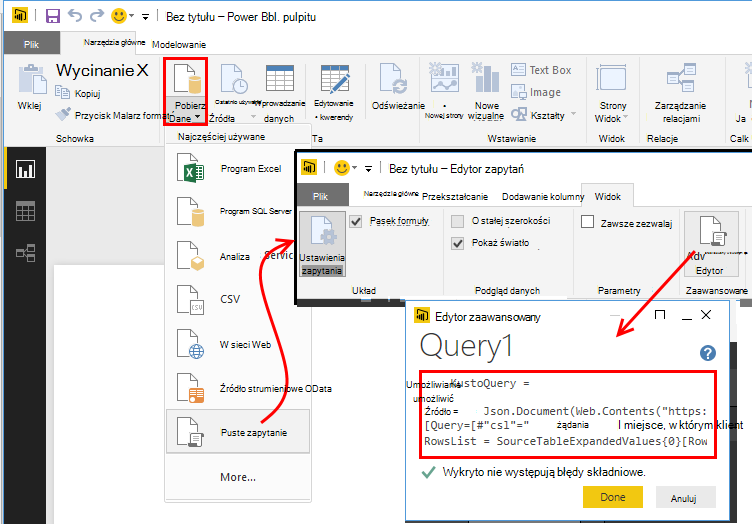 Bez tytułu – Power Bbl. pulpitu
Plik
Narzędzia główne
Modelowanie
Wklej
Wycinanie X
Kopiuj
Przycisk Malarz format
Schowka
Pobierz
Dane
Ostatnio używane
Źródła
Wprowadzanie
danych
Edytowanie
• kwerendy
Ta
Odświeżanie
• Nowej strony
Nowe
wizualne
Text Box
Image
Kształty
Wstawianie
Strony
Widok
Widok
Zarządzanie
relacjami
Relacje
Ja
Calk
Najczęściej używane
Program Excel
Program SQL Server
Analiza Servic
CSV
W sieci Web
Źródło strumieniowe OData
Puste zapytanie
More...
Bez tytułu – Edytor zapytań
Plik
Narzędzia główne
Przekształcanie
Dodawanie kolumny
Widok
Ustawienia
zapytania
Pasek formuły
Układ
O stałej szerokości
Pokaż światło
Podgląd danych
Zawsze zezwalaj
Parametry
Adv
Edytor
Zaawansowane
Edytor zaawansowany
Query1
Umożliwianie KustoQuery =
umożliwić
Źródło = Json.Document(Web.Contents("https:
[Query=[#"csl"=" żądania I miejsce, w którym klient
RowsList = SourceTableExpandedValues{0}[Row
Wykryto nie występują błędy składniowe.
Done
Anuluj